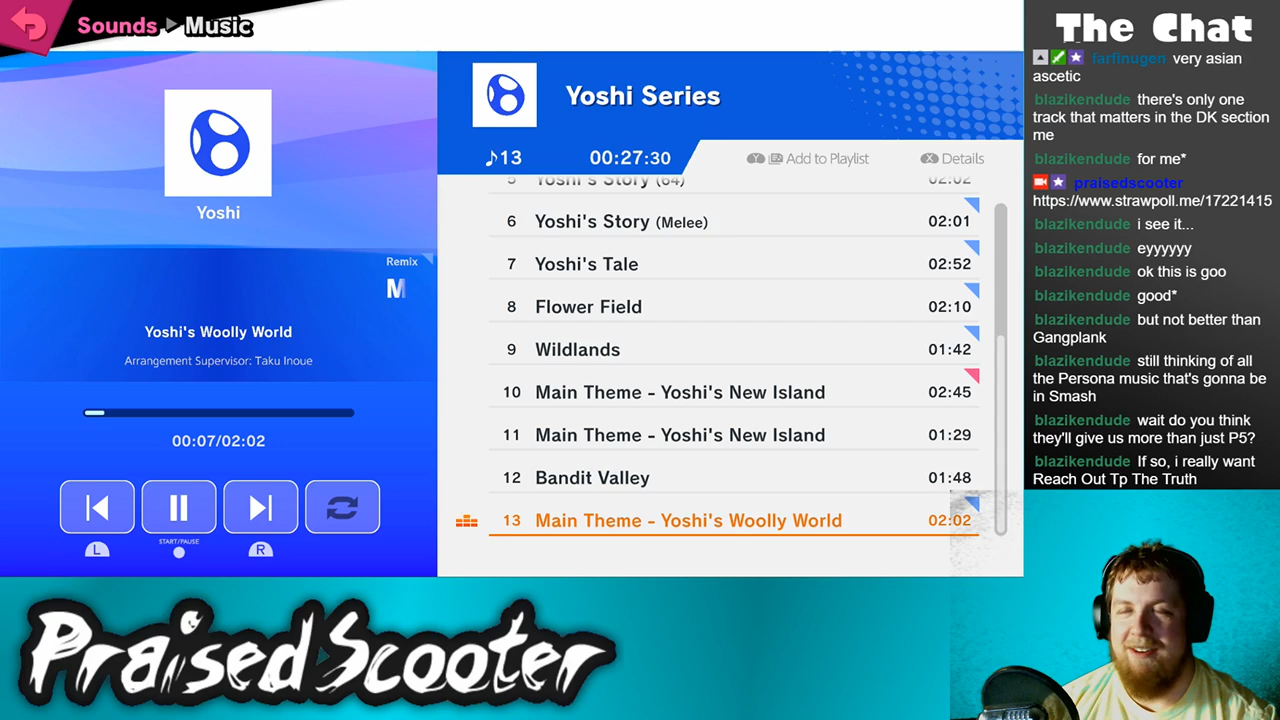 Sounds ▶ Music
The Chat
farfinugen very asian
ascetic
blazikendude there's only one
track that matters in the DK section
me
blazikendude for me*
praisedscooter
https://www.strawpoll.me/17221415
blazikendude i see it...
blazikendude eyyyyyy
blazikendude ok this is goo
blazikendude good*
blazikendude but not better than
Gangplank
blazikendude still thinking of all
the Persona music that's gonna be
in Smash
blazikendude wait do you think
they'll give us more than just P5?
blazikendude If so, i really want
Reach Out Tp The Truth
Yoshi
Remix
M
Yoshi's Woolly World
Arrangement Supervisor: Taku Inoue
00:07/02:02
L
START/PAUSE
R
Yoshi Series
♪13 00:27:30
Y Add to Playlist X Details
5 Yoshi's Story (64) 02:02
6 Yoshi's Story (Melee) 02:01
7 Yoshi's Tale 02:52
8 Flower Field 02:10
9 Wildlands 01:42
10 Main Theme - Yoshi's New Island 02:45
11 Main Theme - Yoshi's New Island 01:29
12 Bandit Valley 01:48
13 Main Theme - Yoshi's Woolly World 02:02
PraisedScooter